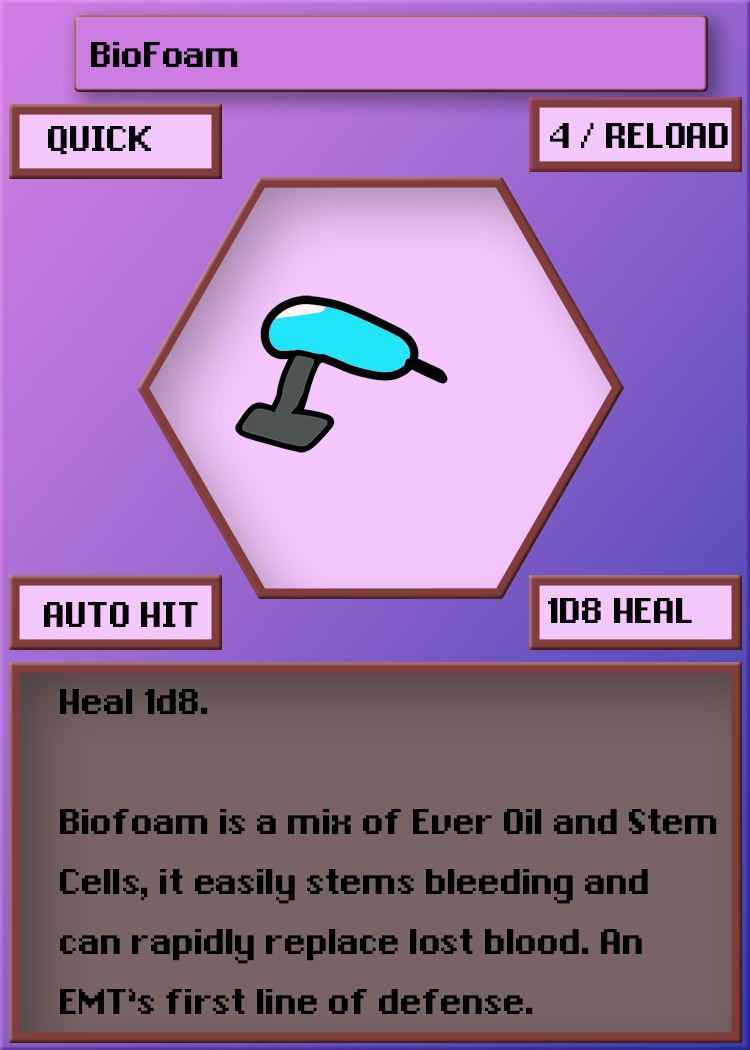 BioFoam
QUICK
4 / RELOAD
AUTO HIT
1D8 HEAL
Heal 1d8.
Biofoam is a mix of Ever Oil and Stem
Cells, it easily stems bleeding and
can rapidly replace lost blood. An
EMT's first line of defense.